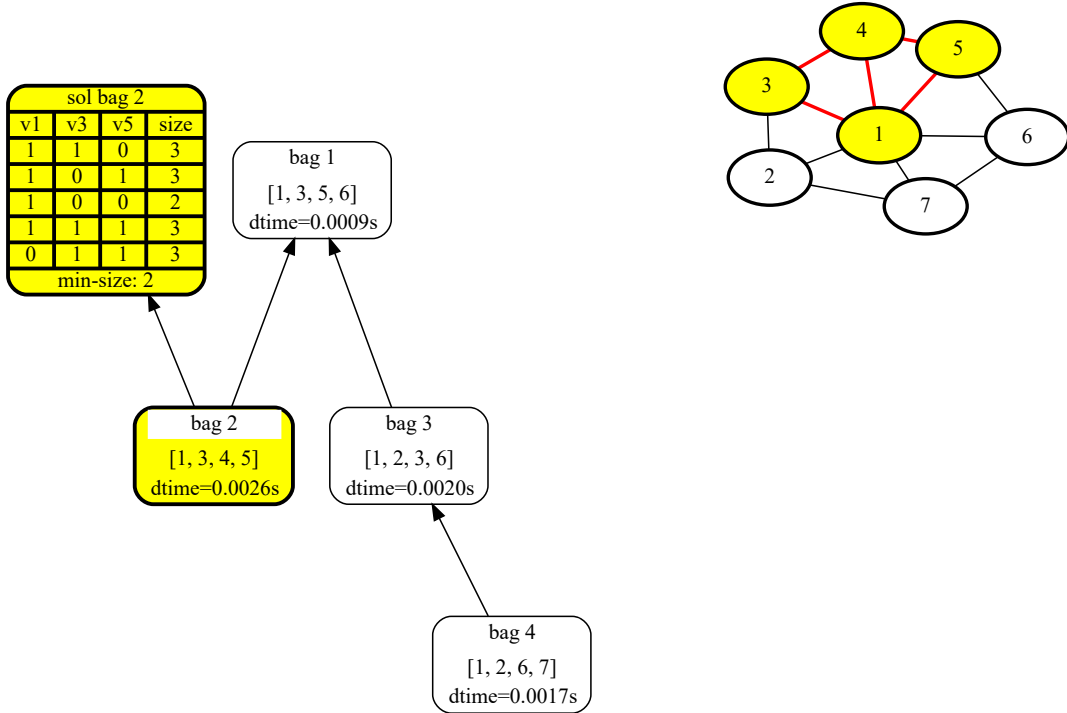 sol bag 2
v1 v3 v5 size
1 1 0 3
1 0 1 3
1 0 0 2
1 1 1 3
0 1 1 3
min-size: 2
bag 1
[1, 3, 5, 6]
dtime=0.0009s
bag 2
[1, 3, 4, 5]
dtime=0.0026s
bag 3
[1, 2, 3, 6]
dtime=0.0020s
bag 4
[1, 2, 6, 7]
dtime=0.0017s
4
5
3
1
6
2
7